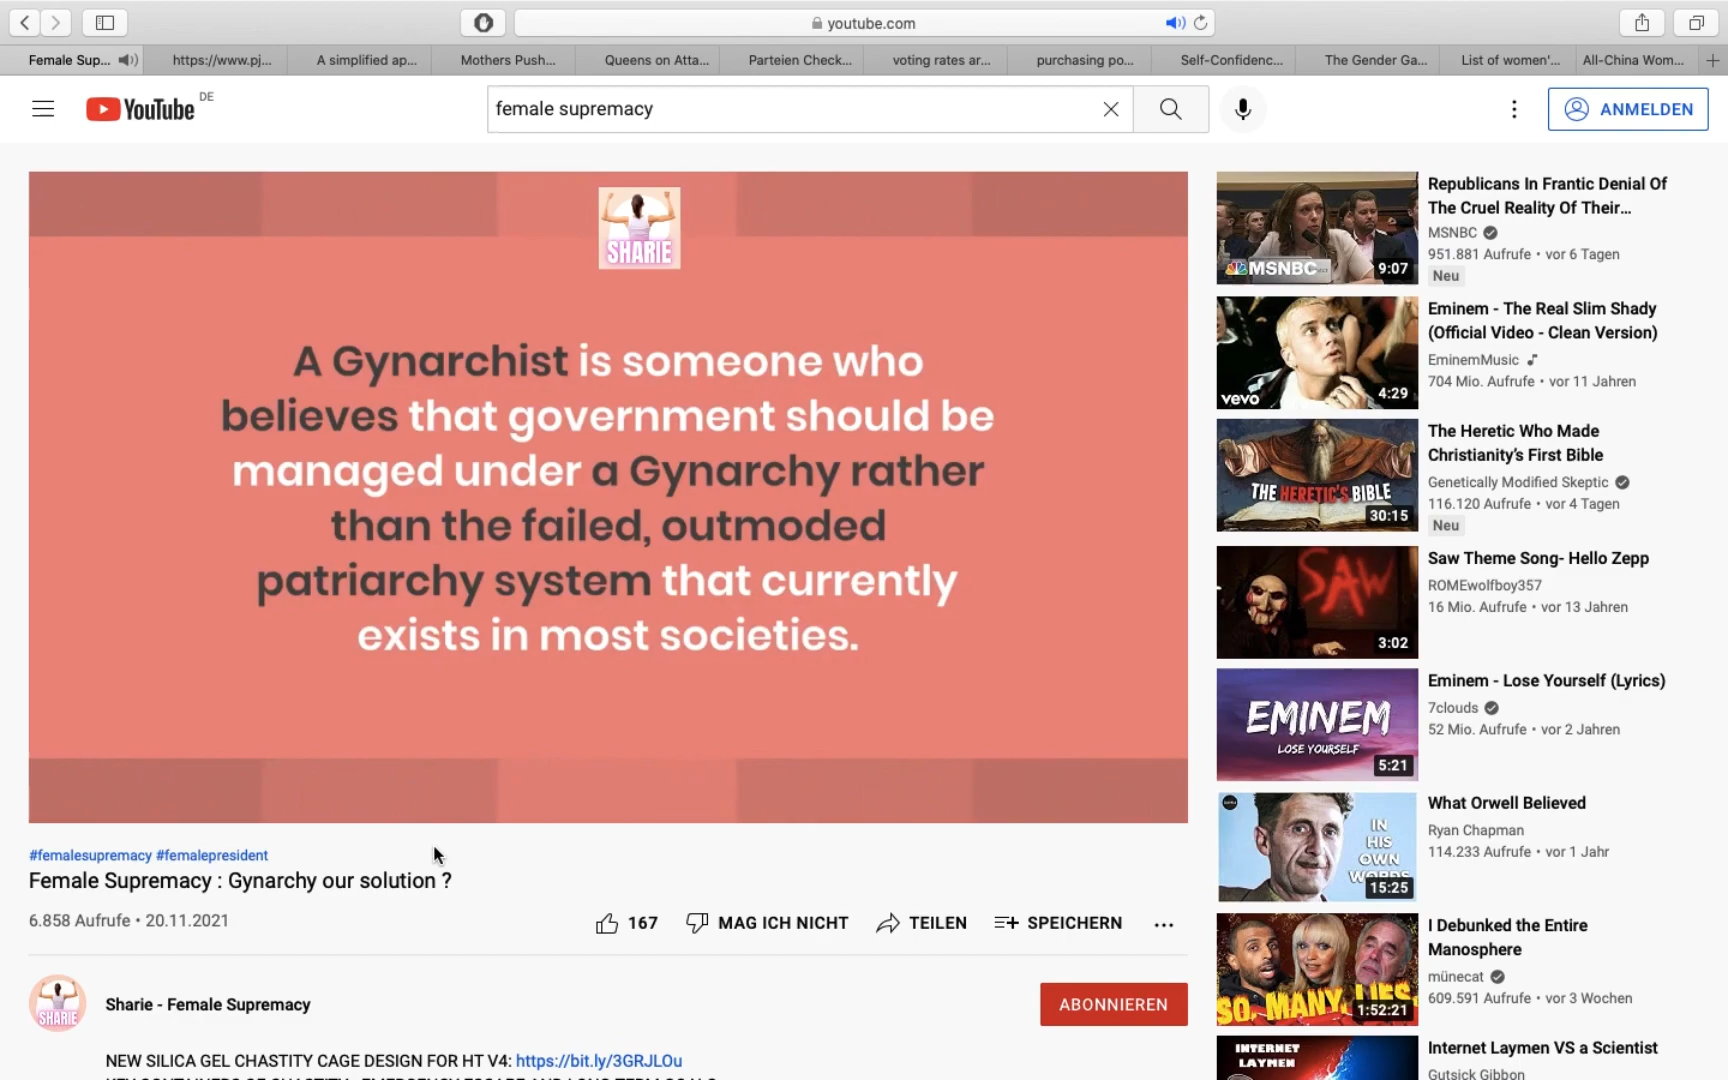 youtube.com
Female Sup...
https://www.pj...
A simplified ap...
Mothers Push...
Queens on Atta...
Parteien Check...
voting rates ar...
purchasing po...
Self-Confidenc...
The Gender Ga...
List of women'...
All-China Wom...
YouTube DE
female supremacy
ANMELDEN
SHARIE
A Gynarchist is someone who
believes that government should be
managed under a Gynarchy rather
than the failed, outmoded
patriarchy system that currently
exists in most societies.
#femalesupremacy #femalepresident
Female Supremacy : Gynarchy our solution ?
6.858 Aufrufe • 20.11.2021
167
MAG ICH NICHT
TEILEN
SPEICHERN
SHARIE
Sharie - Female Supremacy
ABONNIEREN
NEW SILICA GEL CHASTITY CAGE DESIGN FOR HT V4: https://bit.ly/3GRJLOu
MSNBC
9:07
Republicans In Frantic Denial Of
The Cruel Reality Of Their...
MSNBC
951.881 Aufrufe • vor 6 Tagen
Neu
vevo
4:29
Eminem - The Real Slim Shady
(Official Video - Clean Version)
EminemMusic
704 Mio. Aufrufe • vor 11 Jahren
THE HERETIC'S BIBLE
30:15
The Heretic Who Made
Christianity's First Bible
Genetically Modified Skeptic
116.120 Aufrufe • vor 4 Tagen
Neu
SAW
3:02
Saw Theme Song- Hello Zepp
ROMEwolfboy357
16 Mio. Aufrufe • vor 13 Jahren
EMINEM
LOSE YOURSELF
5:21
Eminem - Lose Yourself (Lyrics)
7clouds
52 Mio. Aufrufe • vor 2 Jahren
IN
HIS
OWN
WORDS
15:25
What Orwell Believed
Ryan Chapman
114.233 Aufrufe • vor 1 Jahr
SO, MANY, LIES.
1:52:21
I Debunked the Entire
Manosphere
münecat
609.591 Aufrufe • vor 3 Wochen
INTERNET
LAYMEN
Internet Laymen VS a Scientist
Gutsick Gibbon